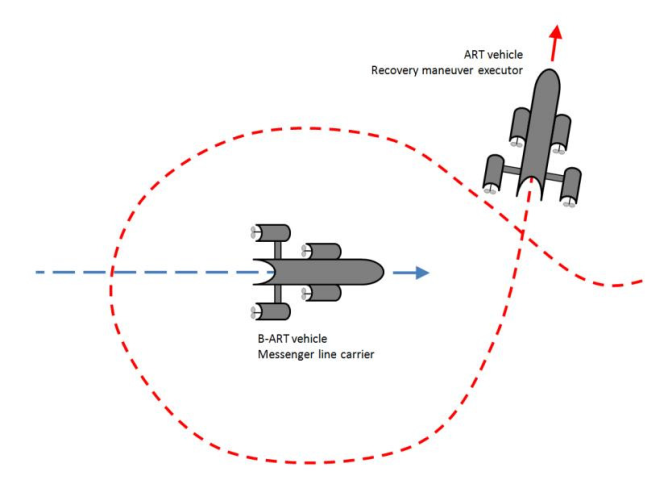 ART vehicle
Recovery maneuver executor
B-ART vehicle
Messenger line carrier